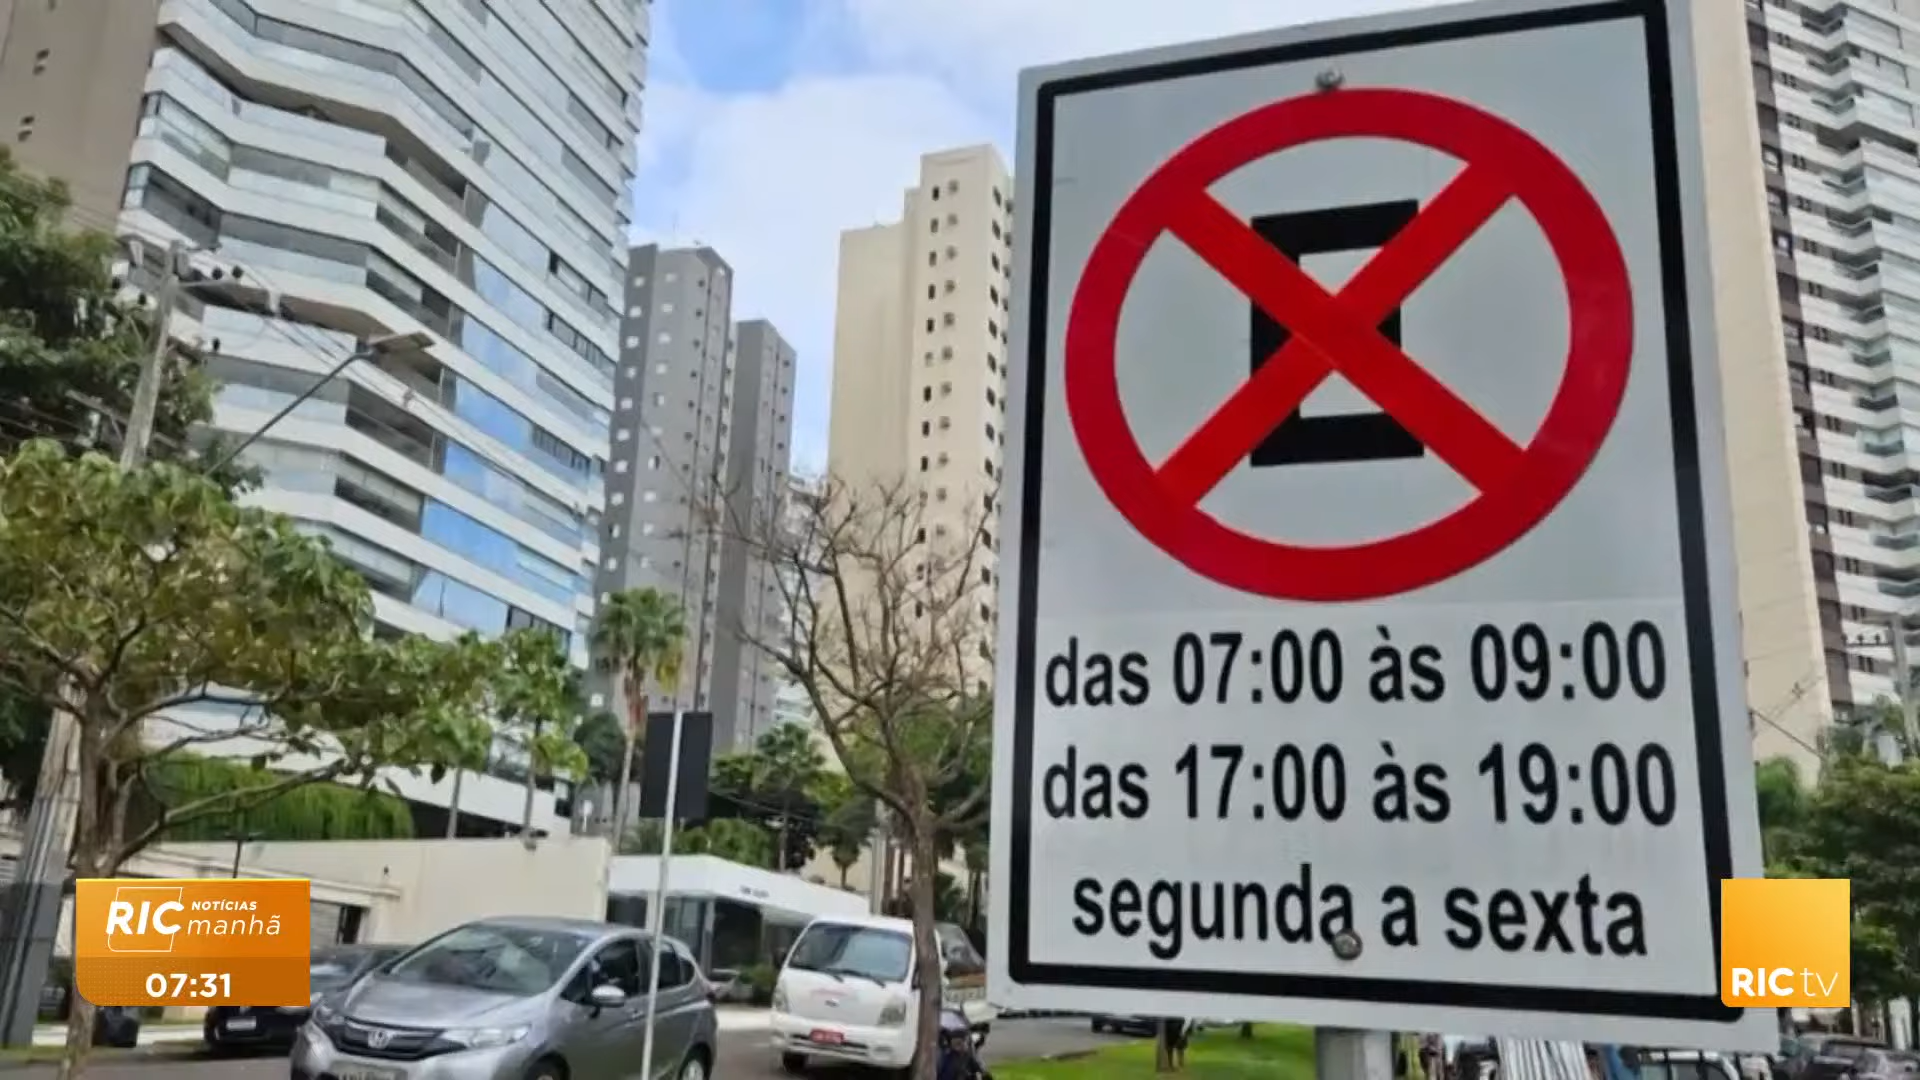 E
das 07:00 às 09:00
das 17:00 às 19:00
segunda a sexta
RIC NOTÍCIAS
manhã
07:31
RIC tv